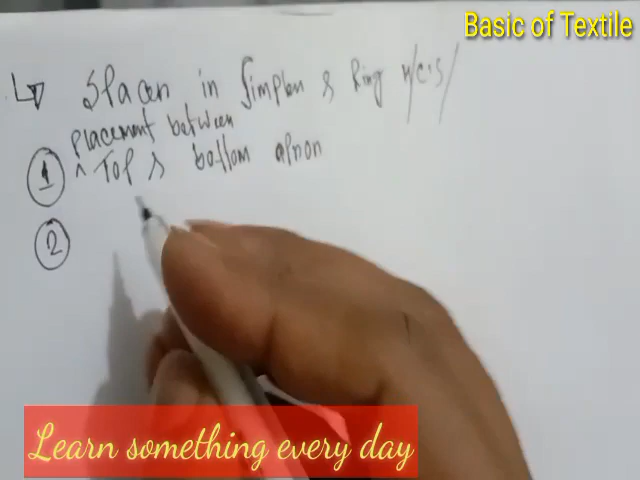 Basic of Textile
Spacer in Simplex & Ring M/C'S/
placement between
① ^ Top & bottom apron
②
Learn something every day